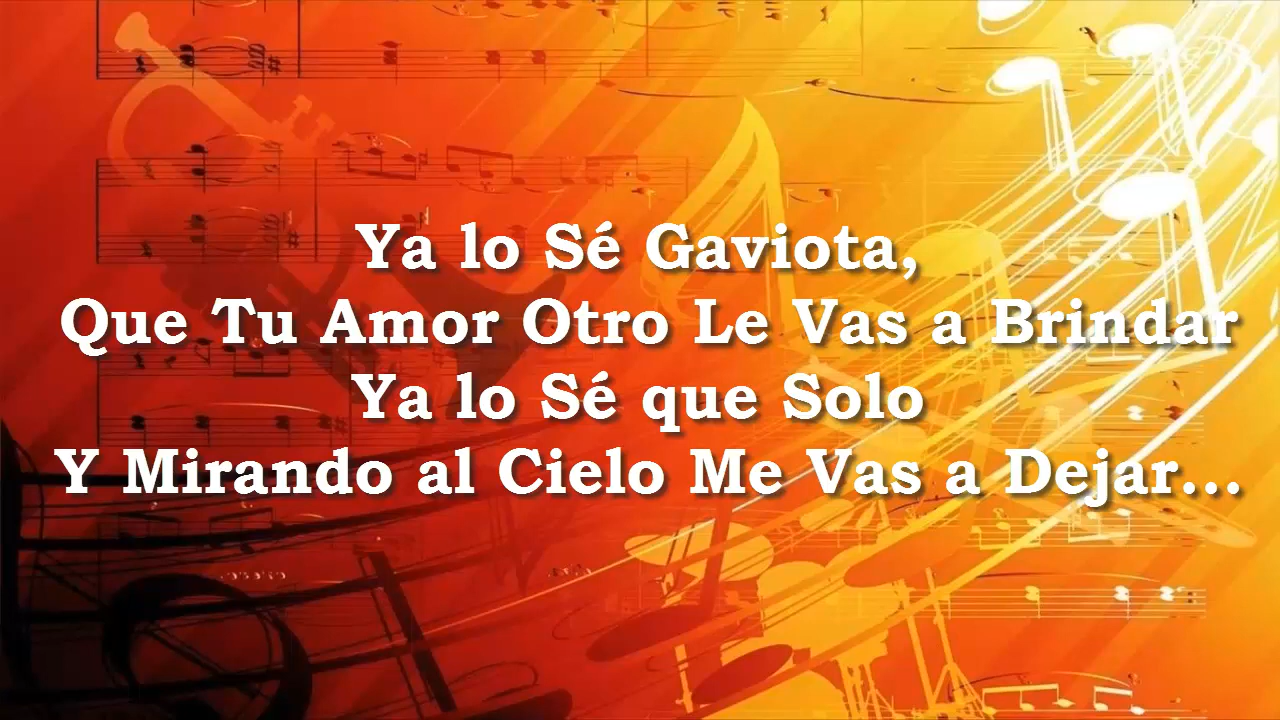 Ya lo Sé Gaviota,
Que Tu Amor Otro Le Vas a Brindar
Ya lo Sé que Solo
Y Mirando al Cielo Me Vas a Dejar...